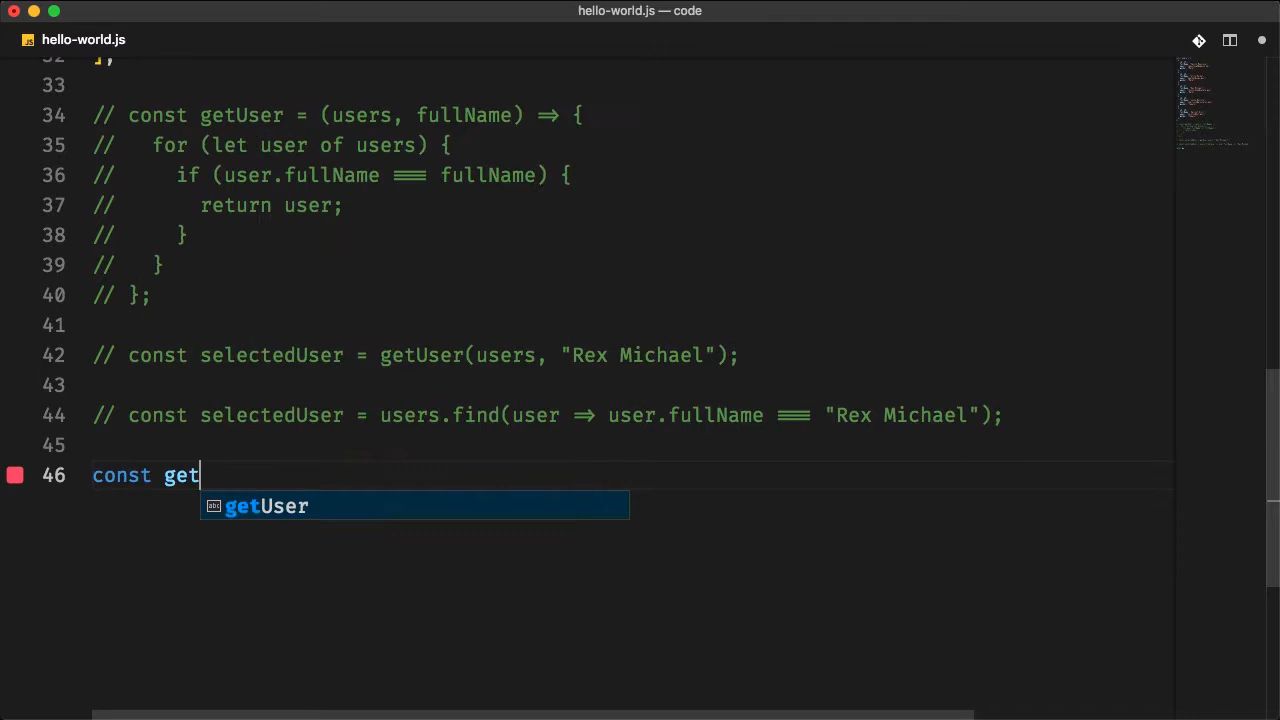 hello-world.js — code
hello-world.js
32 ];
33
34 // const getUser = (users, fullName) => {
35 //   for (let user of users) {
36 //     if (user.fullName === fullName) {
37 //       return user;
38 //     }
39 //   }
40 // };
41
42 // const selectedUser = getUser(users, "Rex Michael");
43
44 // const selectedUser = users.find(user => user.fullName === "Rex Michael");
45
46 const get
getUser